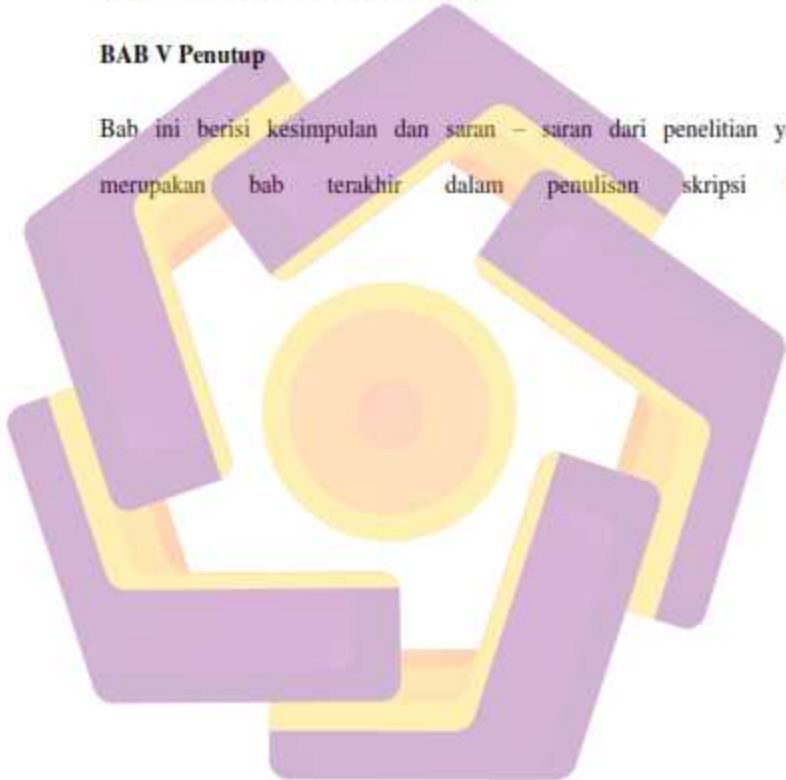 BAB V Penutup
Bab ini berisi kesimpulan dan saran – saran dari penelitian
merupakan bab terakhir dalam penulisan skripsi